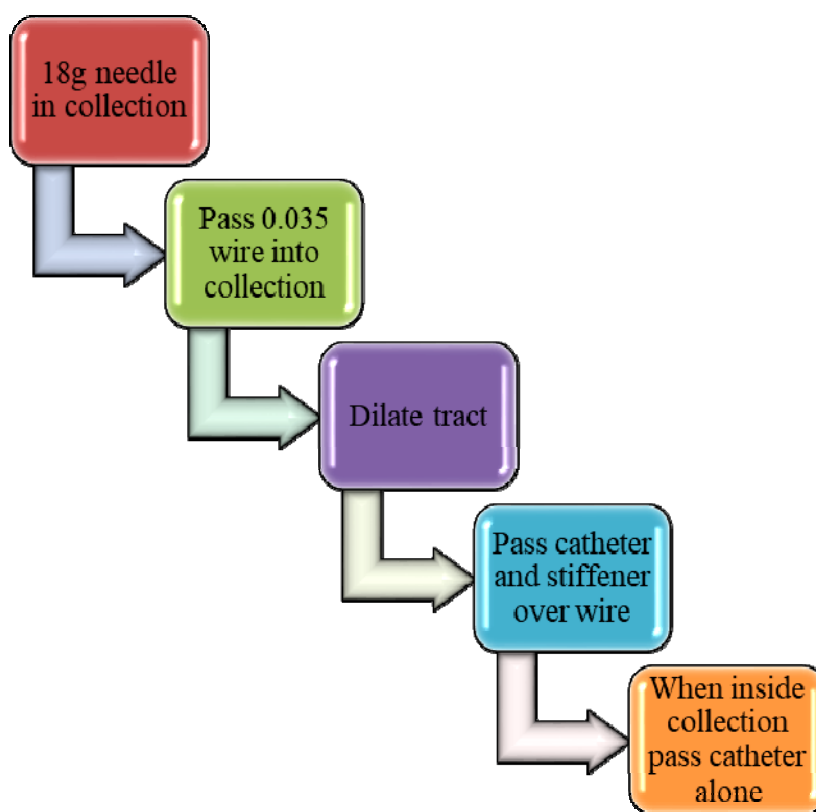 18g needle
in collection
Pass 0.035
wire into
collection
Dilate tract
Pass catheter
and stiffener
over wire
When inside
collection
pass catheter
alone